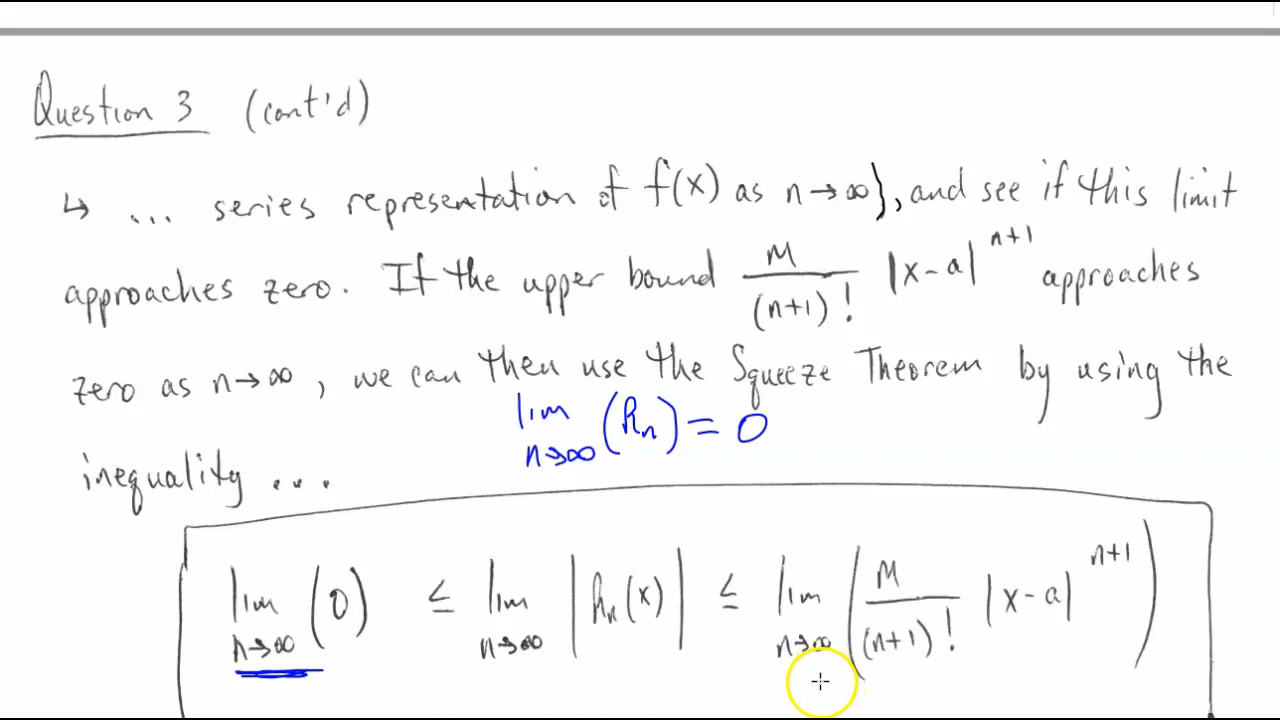 Question 3 (cont'd)
↳ ... series representation of f(x) as n→∞}, and see if this limit
approaches zero. If the upper bound M/(n+1)! |x-a|^(n+1) approaches
zero as n→∞, we can then use the Squeeze Theorem by using the
lim n→∞ (Rn) = 0
inequality ...
lim n→∞ (0) ≤ lim n→∞ |Rn(x)| ≤ lim n→∞ (M/(n+1)! |x-a|^(n+1))